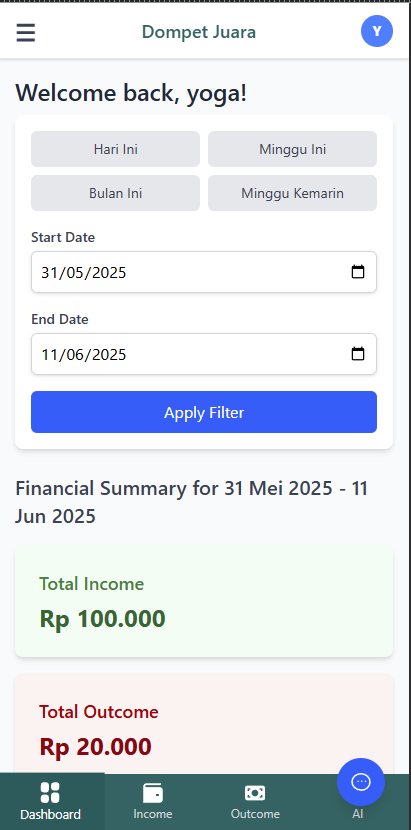 Dompet Juara
Y
Welcome back, yoga!
Hari Ini
Minggu Ini
Bulan Ini
Minggu Kemarin
Start Date
31/05/2025
End Date
11/06/2025
Apply Filter
Financial Summary for 31 Mei 2025 - 11
Jun 2025
Total Income
Rp 100.000
Total Outcome
Rp 20.000
Dashboard
Income
Outcome
AI